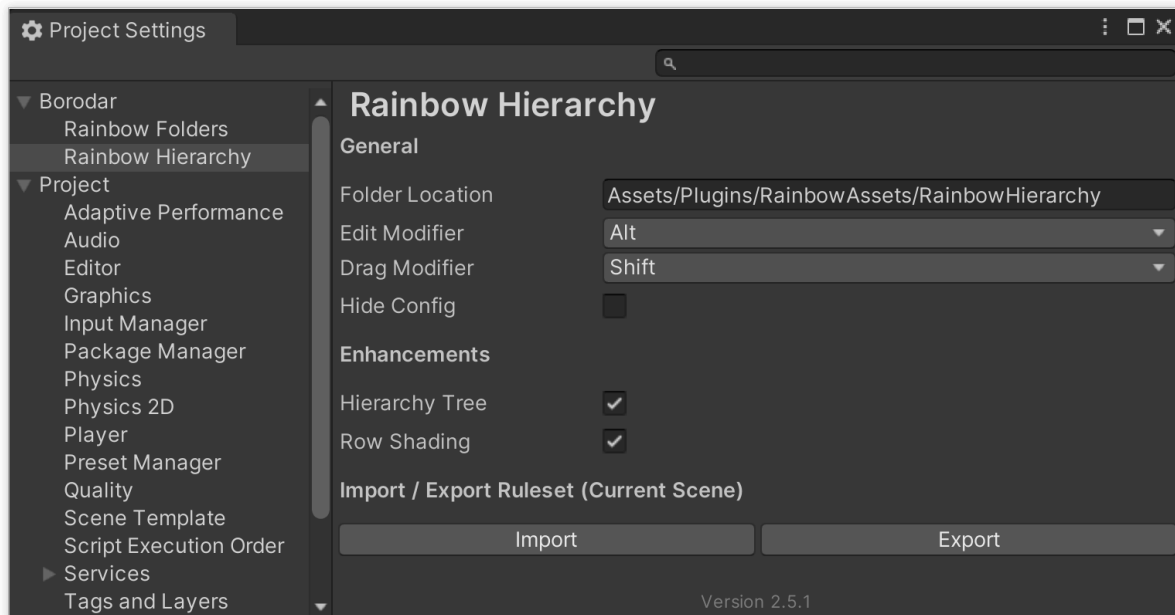 Project Settings
Borodar
Rainbow Folders
Rainbow Hierarchy
Project
Adaptive Performance
Audio
Editor
Graphics
Input Manager
Package Manager
Physics
Physics 2D
Player
Preset Manager
Quality
Scene Template
Script Execution Order
Services
Tags and Layers
Rainbow Hierarchy
General
Folder Location Assets/Plugins/RainbowAssets/RainbowHierarchy
Edit Modifier Alt
Drag Modifier Shift
Hide Config
Enhancements
Hierarchy Tree
Row Shading
Import / Export Ruleset (Current Scene)
Import Export
Version 2.5.1